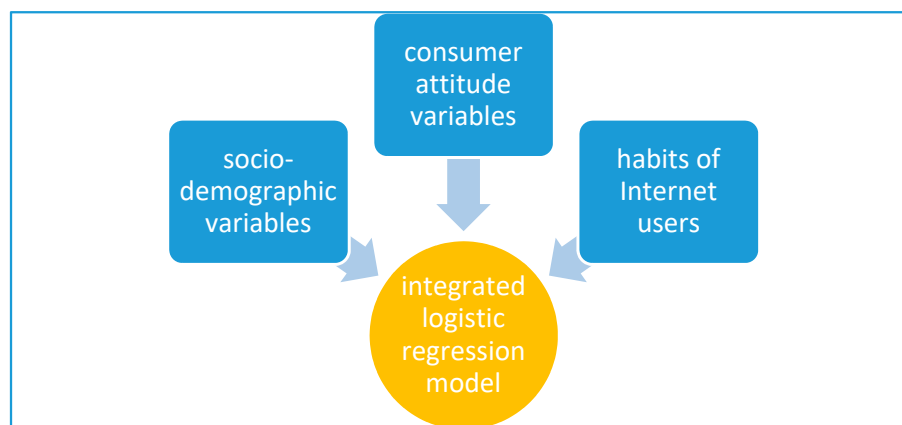 consumer
attitude
variables
socio-
demographic
variables
habits of
Internet
users
integrated
logistic
regression
model